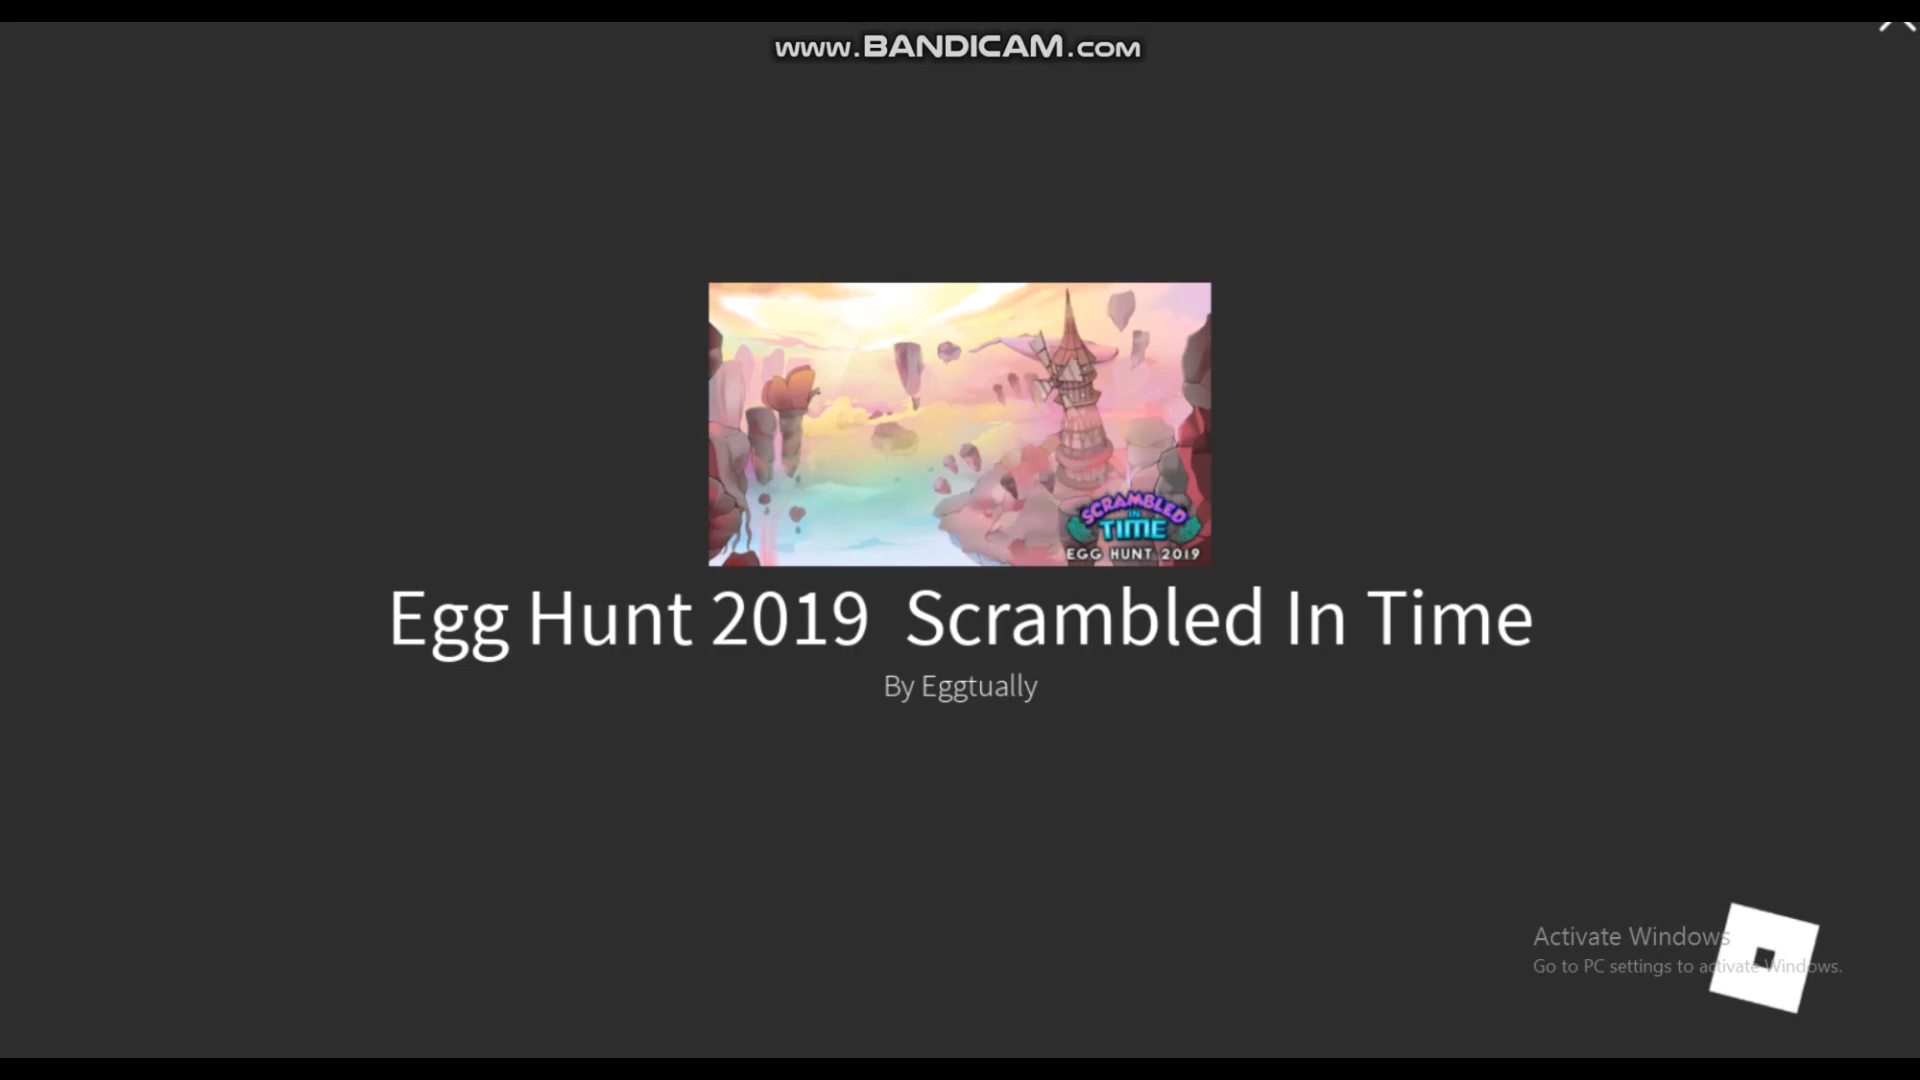 www.BANDICAM.com
SCRAMBLED
IN
TIME
EGG HUNT 2019
Egg Hunt 2019  Scrambled In Time
By Eggtually
Activate Windows
Go to PC settings to activate Windows.